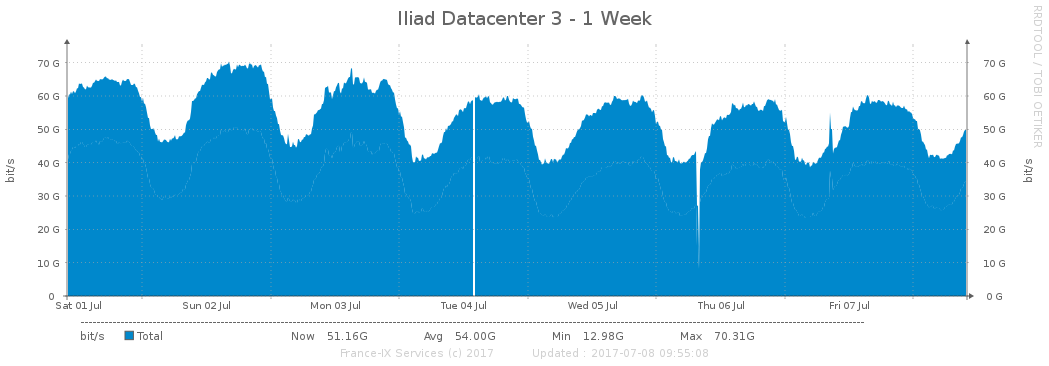 Iliad Datacenter 3 - 1 Week
RRDTOOL / TOBI OETIKER
bit/s
70 G
60 G
50 G
40 G
30 G
20 G
10 G
0
70 G
60 G
50 G
40 G
30 G
20 G
10 G
0 G
bit/s
Sat 01 Jul Sun 02 Jul Mon 03 Jul Tue 04 Jul Wed 05 Jul Thu 06 Jul Fri 07 Jul
bit/s Total Now 51.16G Avg 54.00G Min 12.98G Max 70.31G
France-IX Services (c) 2017 Updated : 2017-07-08 09:55:08